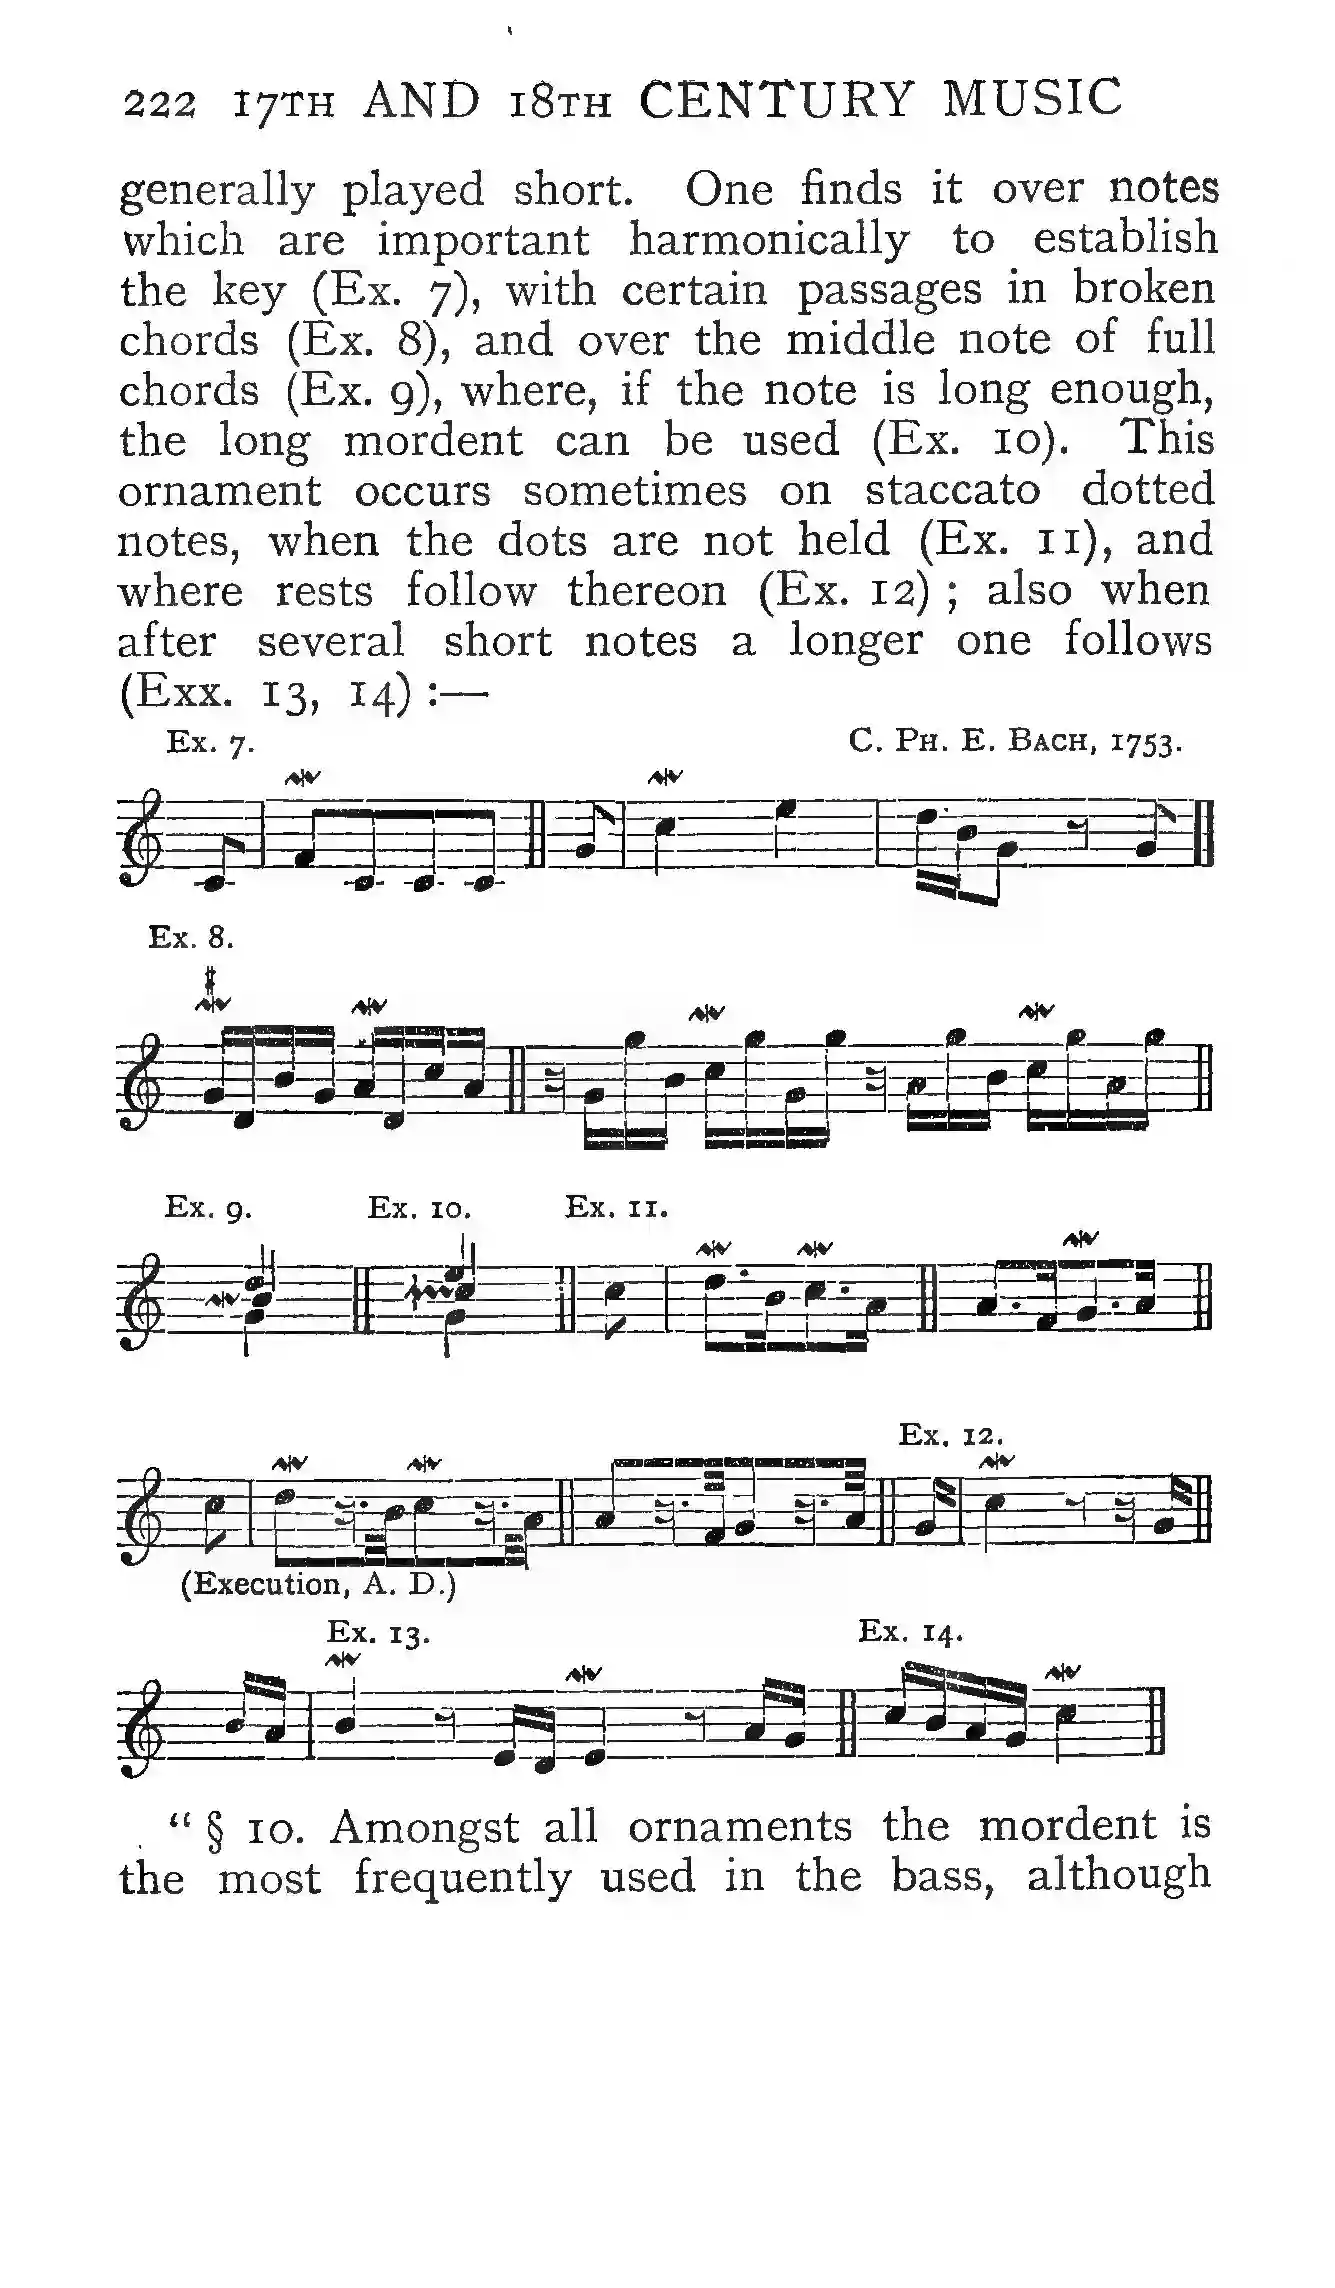 222 17TH AND 18TH CENTURY MUSIC
generally played short. One finds it over notes
which are important harmonically to establish
the key (Ex. 7), with certain passages in broken
chords (Ex. 8), and over the middle note of full
chords (Ex. 9), where, if the note is long enough,
the long mordent can be used (Ex. 10). This
ornament occurs sometimes on staccato dotted
notes, when the dots are not held (Ex. 11), and
where rests follow thereon (Ex. 12) ; also when
after several short notes a longer one follows
(Exx. 13, 14) :—
Ex. 7. C. PH. E. BACH, 1753.
Ex. 8.
Ex. 9. Ex. 10. Ex. 11.
Ex. 12.
(Execution, A. D.)
Ex. 13. Ex. 14.
“ § 10. Amongst all ornaments the mordent is
the most frequently used in the bass, although